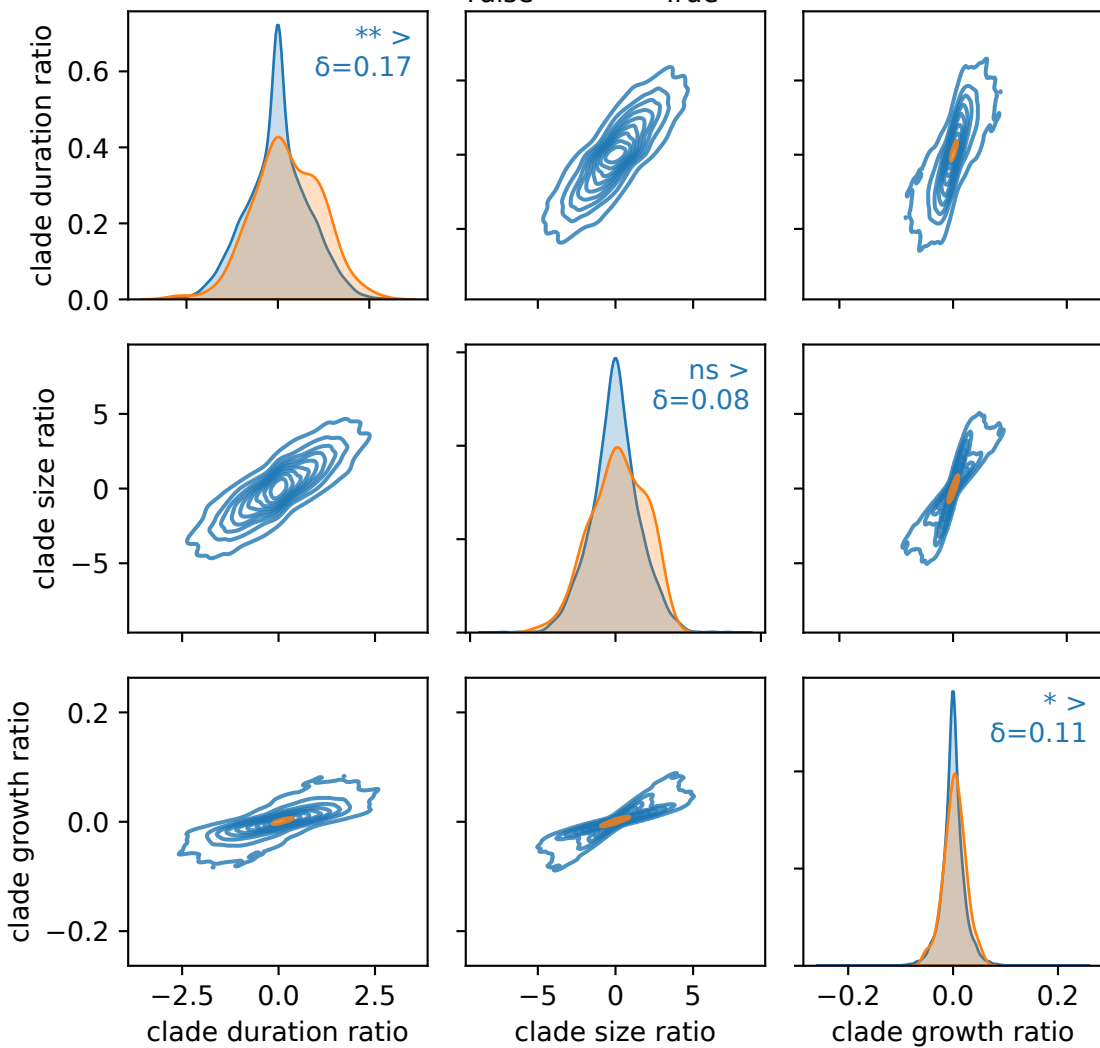 clade duration ratio
0.6
0.4
0.2
0.0
** >
δ=0.17
clade size ratio
5
0
−5
ns >
δ=0.08
clade growth ratio
0.2
0.0
−0.2
* >
δ=0.11
−2.5 0.0 2.5
−5 0 5
−0.2 0.0 0.2
clade duration ratio
clade size ratio
clade growth ratio